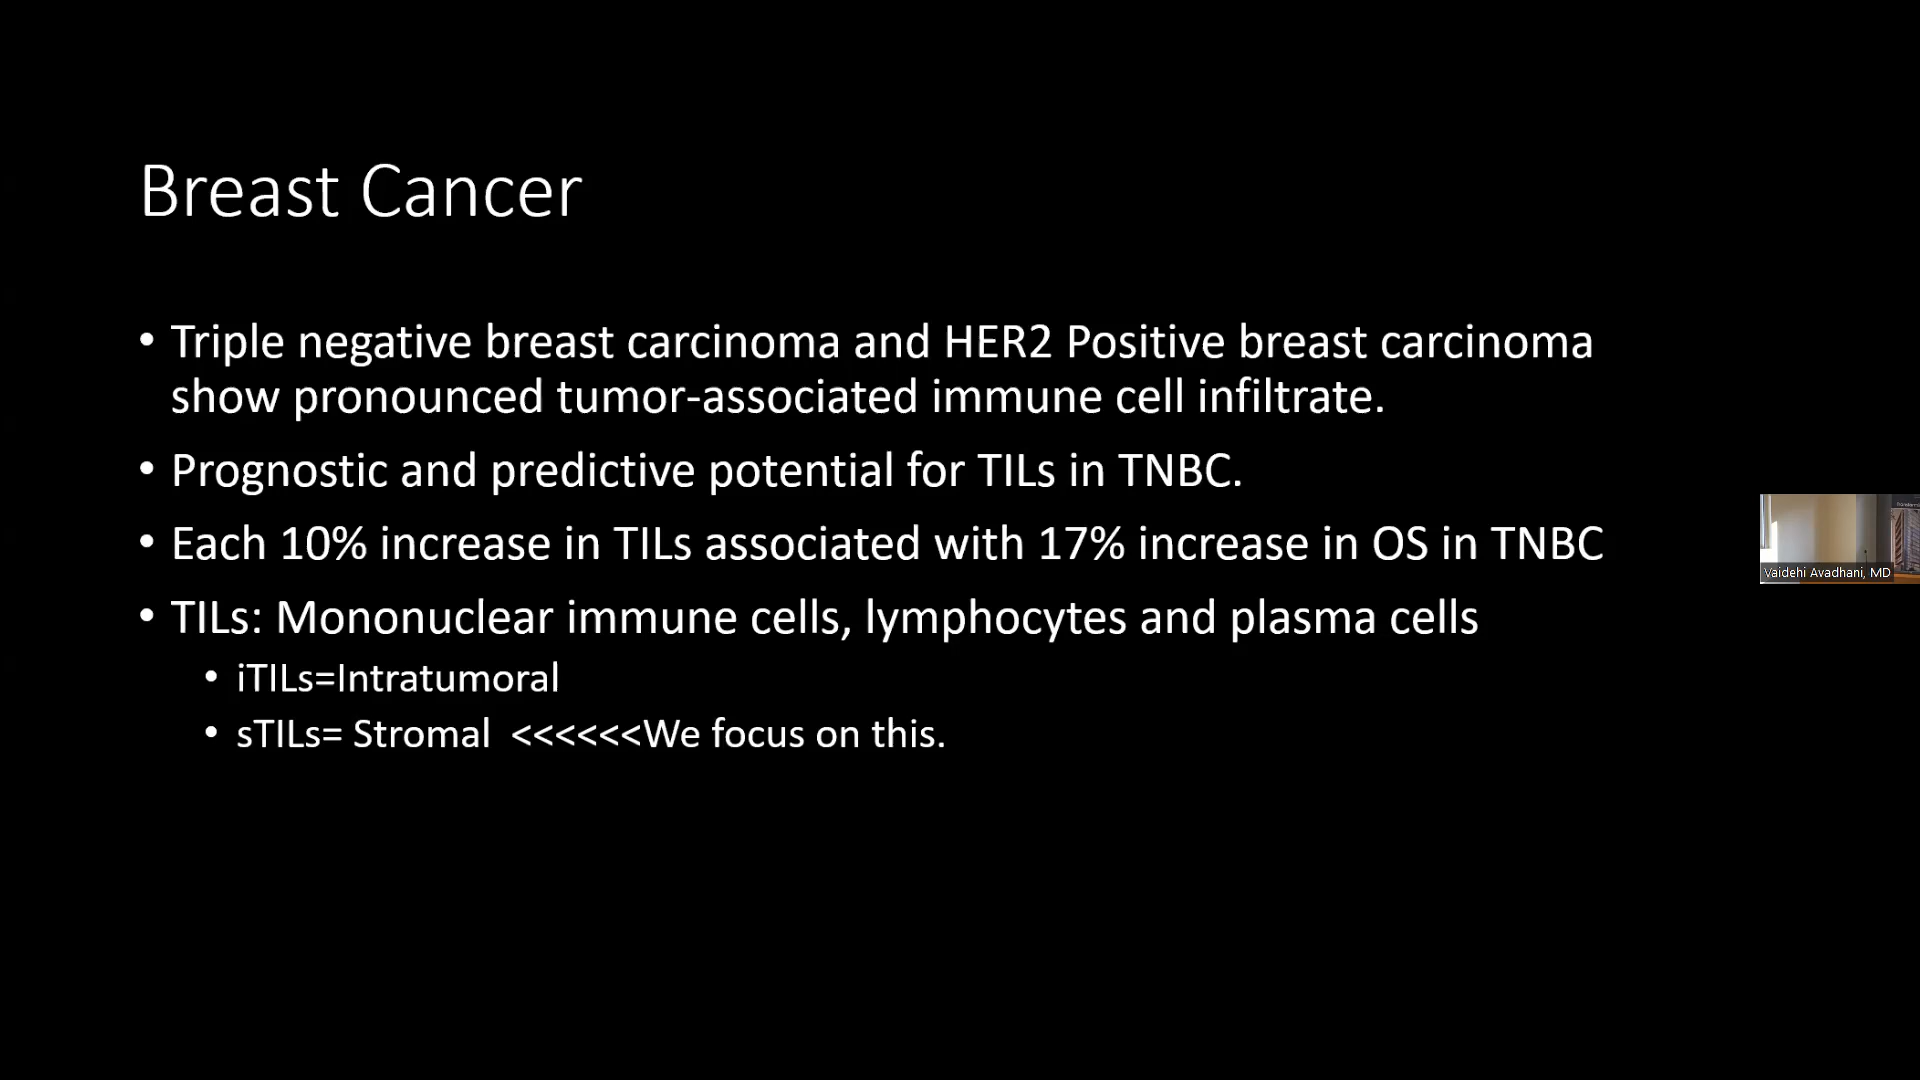 Breast Cancer
• Triple negative breast carcinoma and HER2 Positive breast carcinoma
show pronounced tumor-associated immune cell infiltrate.
• Prognostic and predictive potential for TILs in TNBC.
• Each 10% increase in TILs associated with 17% increase in OS in TNBC
• TILs: Mononuclear immune cells, lymphocytes and plasma cells
• iTILs=Intratumoral
• sTILs= Stromal <<<<<<We focus on this.
Vaidehi Avadhani, MD